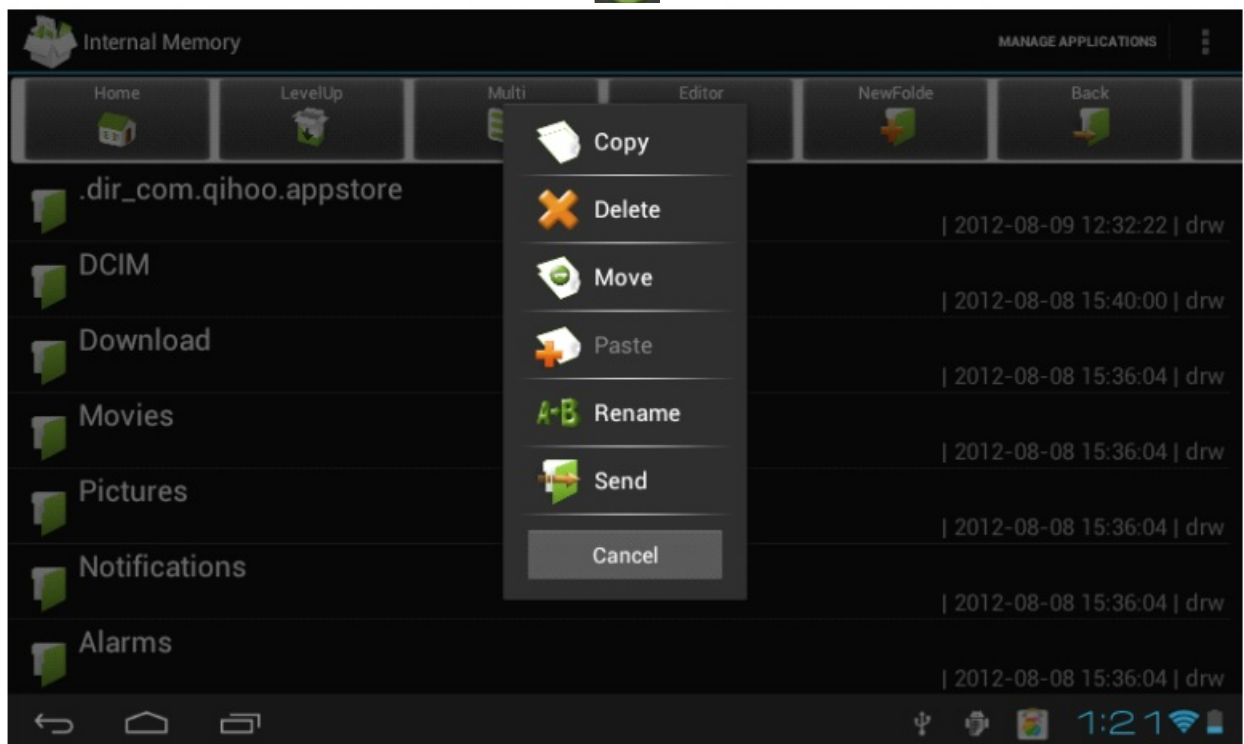 Internal Memory
MANAGE APPLICATIONS
Home
LevelUp
Multi
Editor
NewFolde
Back
.dir_com.qihoo.appstore
| 2012-08-09 12:32:22 | drw
DCIM
| 2012-08-08 15:40:00 | drw
Download
| 2012-08-08 15:36:04 | drw
Movies
| 2012-08-08 15:36:04 | drw
Pictures
| 2012-08-08 15:36:04 | drw
Notifications
| 2012-08-08 15:36:04 | drw
Alarms
| 2012-08-08 15:36:04 | drw
Copy
Delete
Move
Paste
A-B Rename
Send
Cancel
1:21